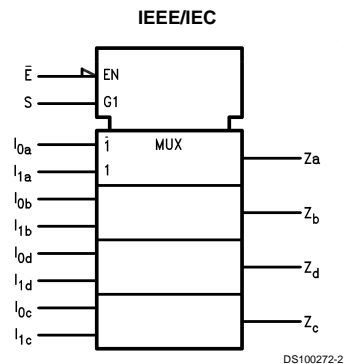 IEEE/IEC
E̅ EN
S G1
I0a 1̅ MUX Za
I1a 1
I0b Zb
I1b
I0d Zd
I1d
I0c Zc
I1c
DS100272-2